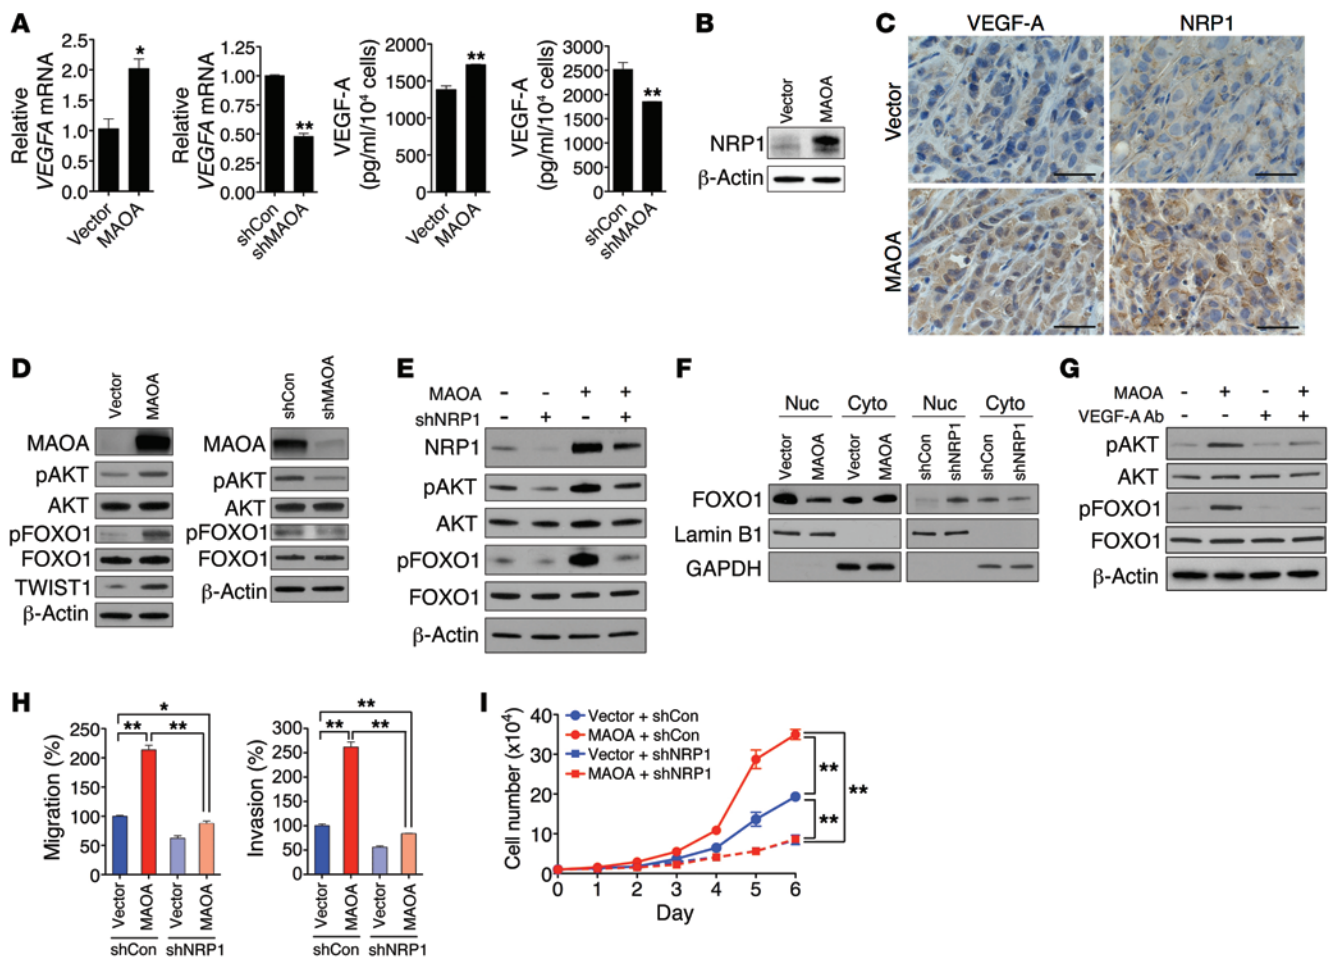 A
Relative
VEGFA mRNA
2.5
2.0
1.5
1.0
0.5
0.0
*
Vector
MAOA
Relative
VEGFA mRNA
1.25
1.00
0.75
0.50
0.25
0.00
**
shCon
shMAOA
VEGF-A
(pg/ml/10⁴ cells)
2000
1500
1000
500
0
**
Vector
MAOA
VEGF-A
(pg/ml/10⁴ cells)
3000
2500
2000
1500
1000
500
0
**
shCon
shMAOA
B
Vector
MAOA
NRP1
β-Actin
C
VEGF-A
NRP1
Vector
MAOA
D
Vector
MAOA
MAOA
pAKT
AKT
pFOXO1
FOXO1
TWIST1
β-Actin
shCon
shMAOA
MAOA
pAKT
AKT
pFOXO1
FOXO1
β-Actin
E
MAOA - - + +
shNRP1 - + - +
NRP1
pAKT
AKT
pFOXO1
FOXO1
β-Actin
F
Nuc Cyto Nuc Cyto
Vector MAOA Vector MAOA shCon shNRP1 shCon shNRP1
FOXO1
Lamin B1
GAPDH
G
MAOA - + - +
VEGF-A Ab - - + +
pAKT
AKT
pFOXO1
FOXO1
β-Actin
H
Migration (%)
250
200
150
100
50
0
*
** **
Vector MAOA Vector MAOA
shCon shNRP1
Invasion (%)
300
250
200
150
100
50
0
**
** **
Vector MAOA Vector MAOA
shCon shNRP1
I
Cell number (x10⁴)
40
30
20
10
0
Vector + shCon
MAOA + shCon
Vector + shNRP1
MAOA + shNRP1
**
**
**
0 1 2 3 4 5 6
Day